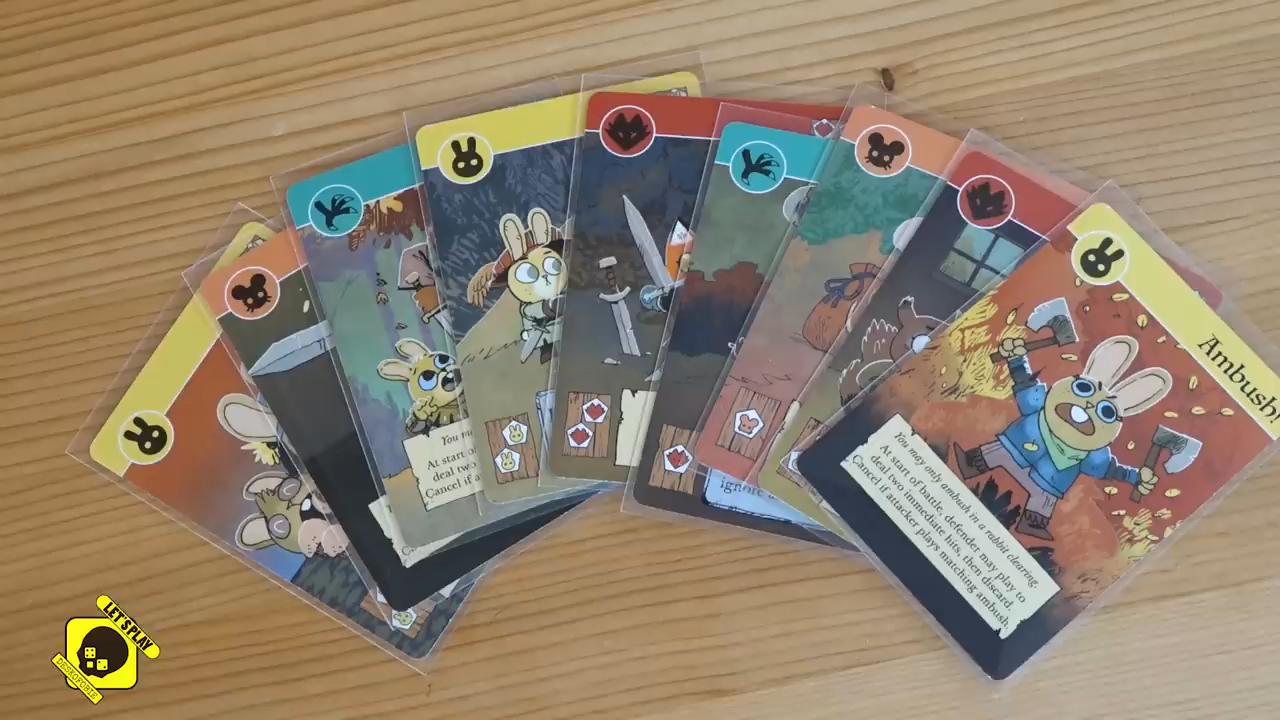 Ambush!
You may only ambush in a rabbit clearing.
At start of battle, defender may play to
deal two immediate hits, then discard.
Cancel if attacker plays matching ambush.
At start o
deal two
Cancel if a
ignore
LET'S PLAY
DESKOFOBIE